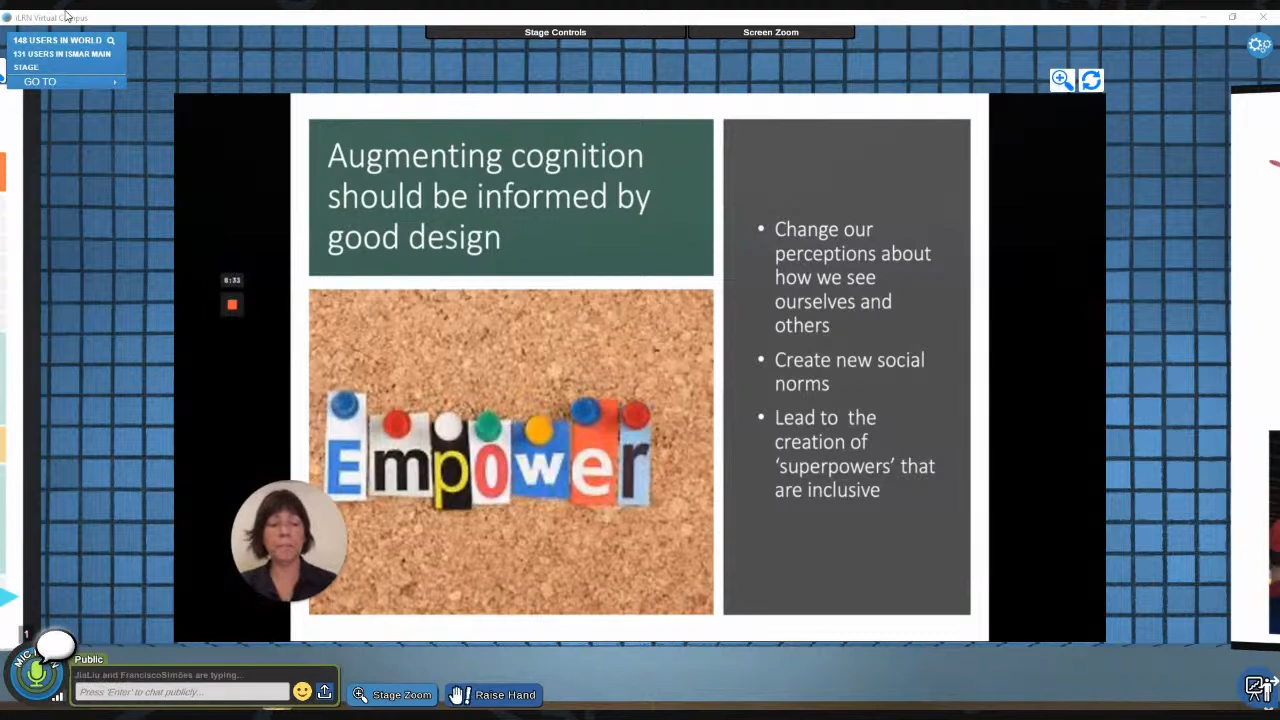 iLRN Virtual Campus
148 USERS IN WORLD
131 USERS IN ISMAR MAIN
STAGE
GO TO
Stage Controls
Screen Zoom
Augmenting cognition
should be informed by
good design
• Change our
perceptions about
how we see
ourselves and
others
• Create new social
norms
• Lead to the
creation of
‘superpowers’ that
are inclusive
Empower
1
Public
JiaLiu and FranciscoSimões are typing...
Press 'Enter' to chat publicly...
Stage Zoom
Raise Hand